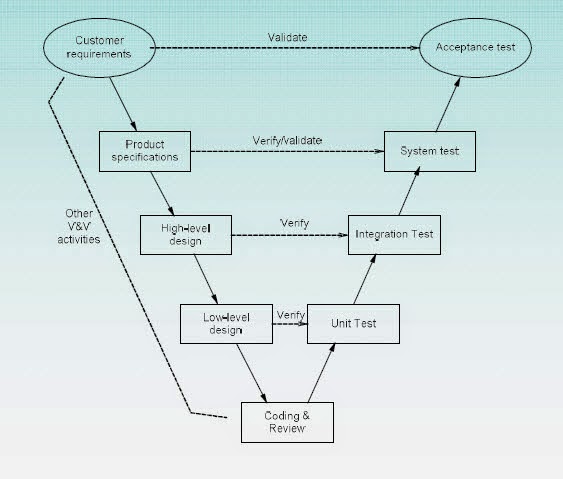 Customer
requirements
Validate
Acceptance test
Product
specifications
Verify/validate
System test
Other
V&V
activities
High-level
design
Verify
Integration Test
Low-level
design
Verify
Unit Test
Coding &
Review